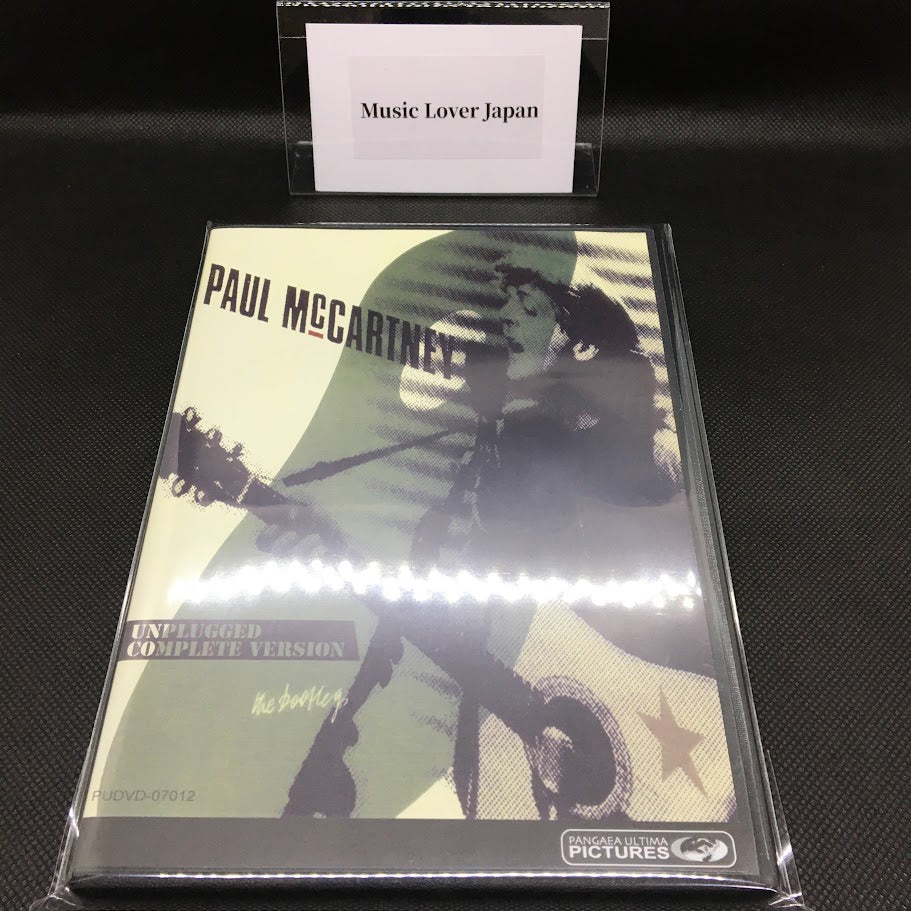 Music Lover Japan
PAUL McCARTNEY
UNPLUGGED
COMPLETE VERSION
the bootleg
PUDVD-07012
PANGAEA ULTIMA
PICTURES